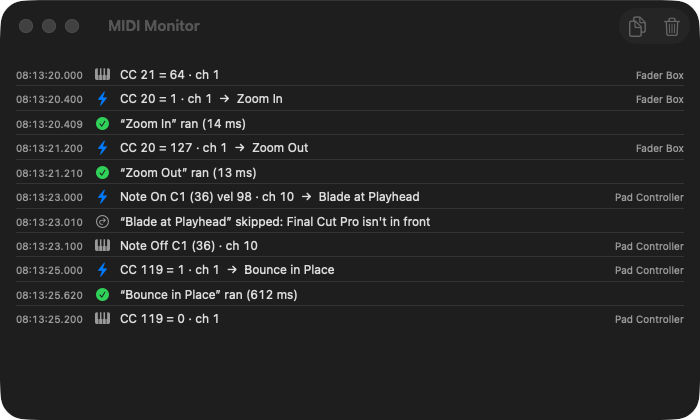 MIDI Monitor
08:13:20.000 CC 21 = 64 · ch 1 Fader Box
08:13:20.400 CC 20 = 1 · ch 1 → Zoom In Fader Box
08:13:20.409 “Zoom In” ran (14 ms)
08:13:21.200 CC 20 = 127 · ch 1 → Zoom Out Fader Box
08:13:21.210 “Zoom Out” ran (13 ms)
08:13:23.000 Note On C1 (36) vel 98 · ch 10 → Blade at Playhead Pad Controller
08:13:23.010 “Blade at Playhead” skipped: Final Cut Pro isn't in front
08:13:23.100 Note Off C1 (36) · ch 10 Pad Controller
08:13:25.000 CC 119 = 1 · ch 1 → Bounce in Place Pad Controller
08:13:25.620 “Bounce in Place” ran (612 ms)
08:13:25.200 CC 119 = 0 · ch 1 Pad Controller